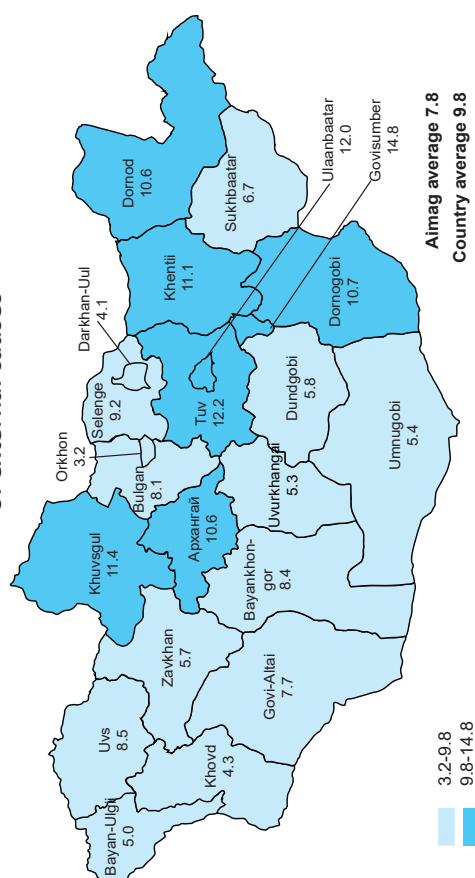 Bayan-Ulgii
5.0
Uvs
8.5
Khovd
4.3
Zavkhan
5.7
Govi-Altai
7.7
Khuvsgul
11.4
Архангай
10.6
Bayankhon-
gor
8.4
Orkhon
3.2
Bulgan
8.1
Uvurkhangai
5.3
Selenge
9.2
Darkhan-Uul
4.1
Tuv
12.2
Dundgobi
5.8
Umnugobi
5.4
Khentii
11.1
Dornod
10.6
Sukhbaatar
6.7
Dornogobi
10.7
Ulaanbaatar
12.0
Govisumber
14.8
Aimag average 7.8
Country average 9.8
3.2-9.8
9.8-14.8